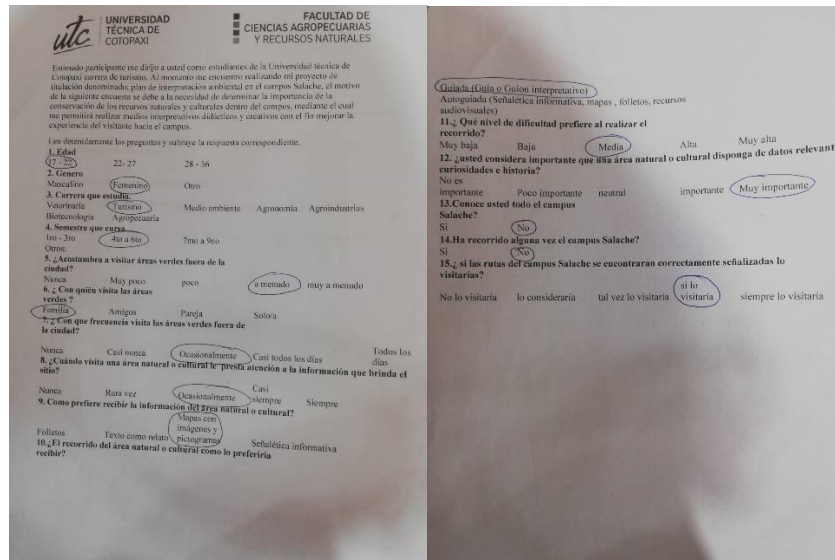 utc
UNIVERSIDAD
TÉCNICA DE
COTOPAXI
FACULTAD DE
CIENCIAS AGROPECUARIAS
Y RECURSOS NATURALES
Estimado participante me dirijo a usted como estudiantes de la Universidad técnica de
Cotopaxi carrera de turismo. Al momento me encuentro realizando mi proyecto de
titulación denominado; plan de interpretación ambiental en el campus Salache, el motivo
de la siguiente encuesta se debe a la necesidad de determinar la importancia de la
conservación de los recursos naturales y culturales dentro del campus, mediante el cual
me permitirá realizar medios interpretativos didácticos y creativos con el fin mejorar la
experiencia del visitante hacia el campus.
Lea detenidamente las preguntas y subraye la respuesta correspondiente.
1. Edad
17 - 22 22- 27 28 - 36
2. Genero
Masculino Femenino Otro
3. Carrera que estudia.
Veterinaria Turismo Medio ambiente Agronomía Agroindustrias
Biotecnología Agropecuaria
4. Semestre que cursa
1ro - 3ro 4to a 6to 7mo a 9no
Otros:
5. ¿Acostumbra a visitar áreas verdes fuera de la
ciudad?
Nunca Muy poco poco a menudo muy a menudo
6. ¿ Con quién visita las áreas
verdes ?
Familia Amigos Pareja Solo/a
7. ¿ Con que frecuencia visita las áreas verdes fuera de
la ciudad?
Nunca Casi nunca Ocasionalmente Casi todos los días Todos los
días
8. ¿Cuándo visita una área natural o cultural le presta atención a la información que brinda el
sitio?
Nunca Rara vez Ocasionalmente Casi
siempre Siempre
9. Como prefiere recibir la información del área natural o cultural?
Folletos Texto como relato Mapas con
imágenes y
pictogramas Señalética informativa
10.¿El recorrido del área natural o cultural como lo preferiría
recibir?
Guiada (Guía o Guion interpretativo)
Autoguiada (Señalética informativa, mapas , folletos, recursos
audiovisuales)
11.¿ Qué nivel de dificultad prefiere al realizar el
recorrido?
Muy baja Baja Media Alta Muy alta
12. ¿usted considera importante que una área natural o cultural disponga de datos relevant
curiosidades e historia?
No es
importante Poco importante neutral importante Muy importante
13.Conoce usted todo el campus
Salache?
Si No
14.Ha recorrido alguna vez el campus Salache?
Si No
15.¿ si las rutas del campus Salache se encontraran correctamente señalizadas lo
visitarías?
No lo visitaría lo consideraría tal vez lo visitaría si lo
visitaría siempre lo visitaría